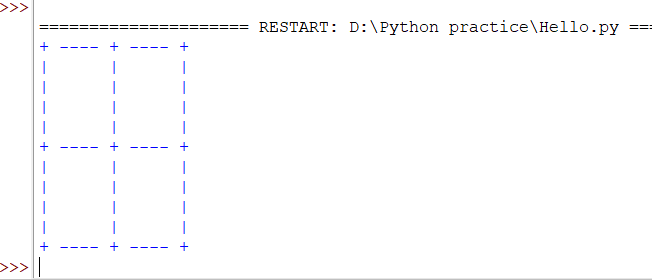 >>>
===================== RESTART: D:\Python practice\Hello.py ===
+ ---- + ---- +
|      |      |
|      |      |
|      |      |
|      |      |
+ ---- + ---- +
|      |      |
|      |      |
|      |      |
|      |      |
+ ---- + ---- +
>>>